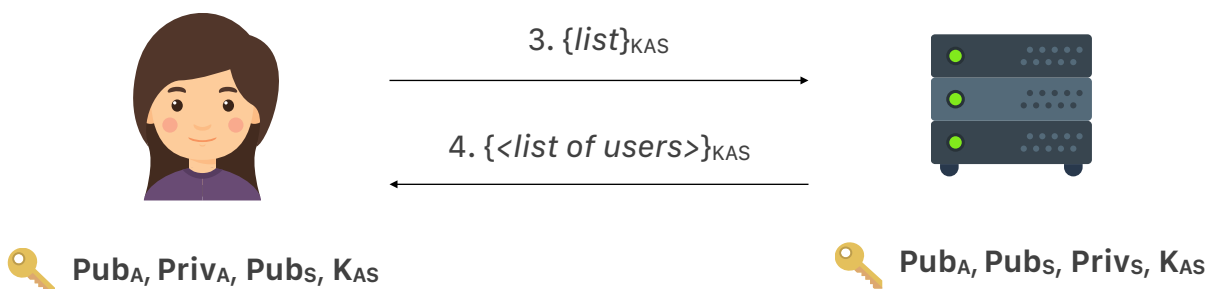 3. {list}KAS
4. {<list of users>}KAS
PubA, PrivA, PubS, KAS
PubA, PubS, PrivS, KAS